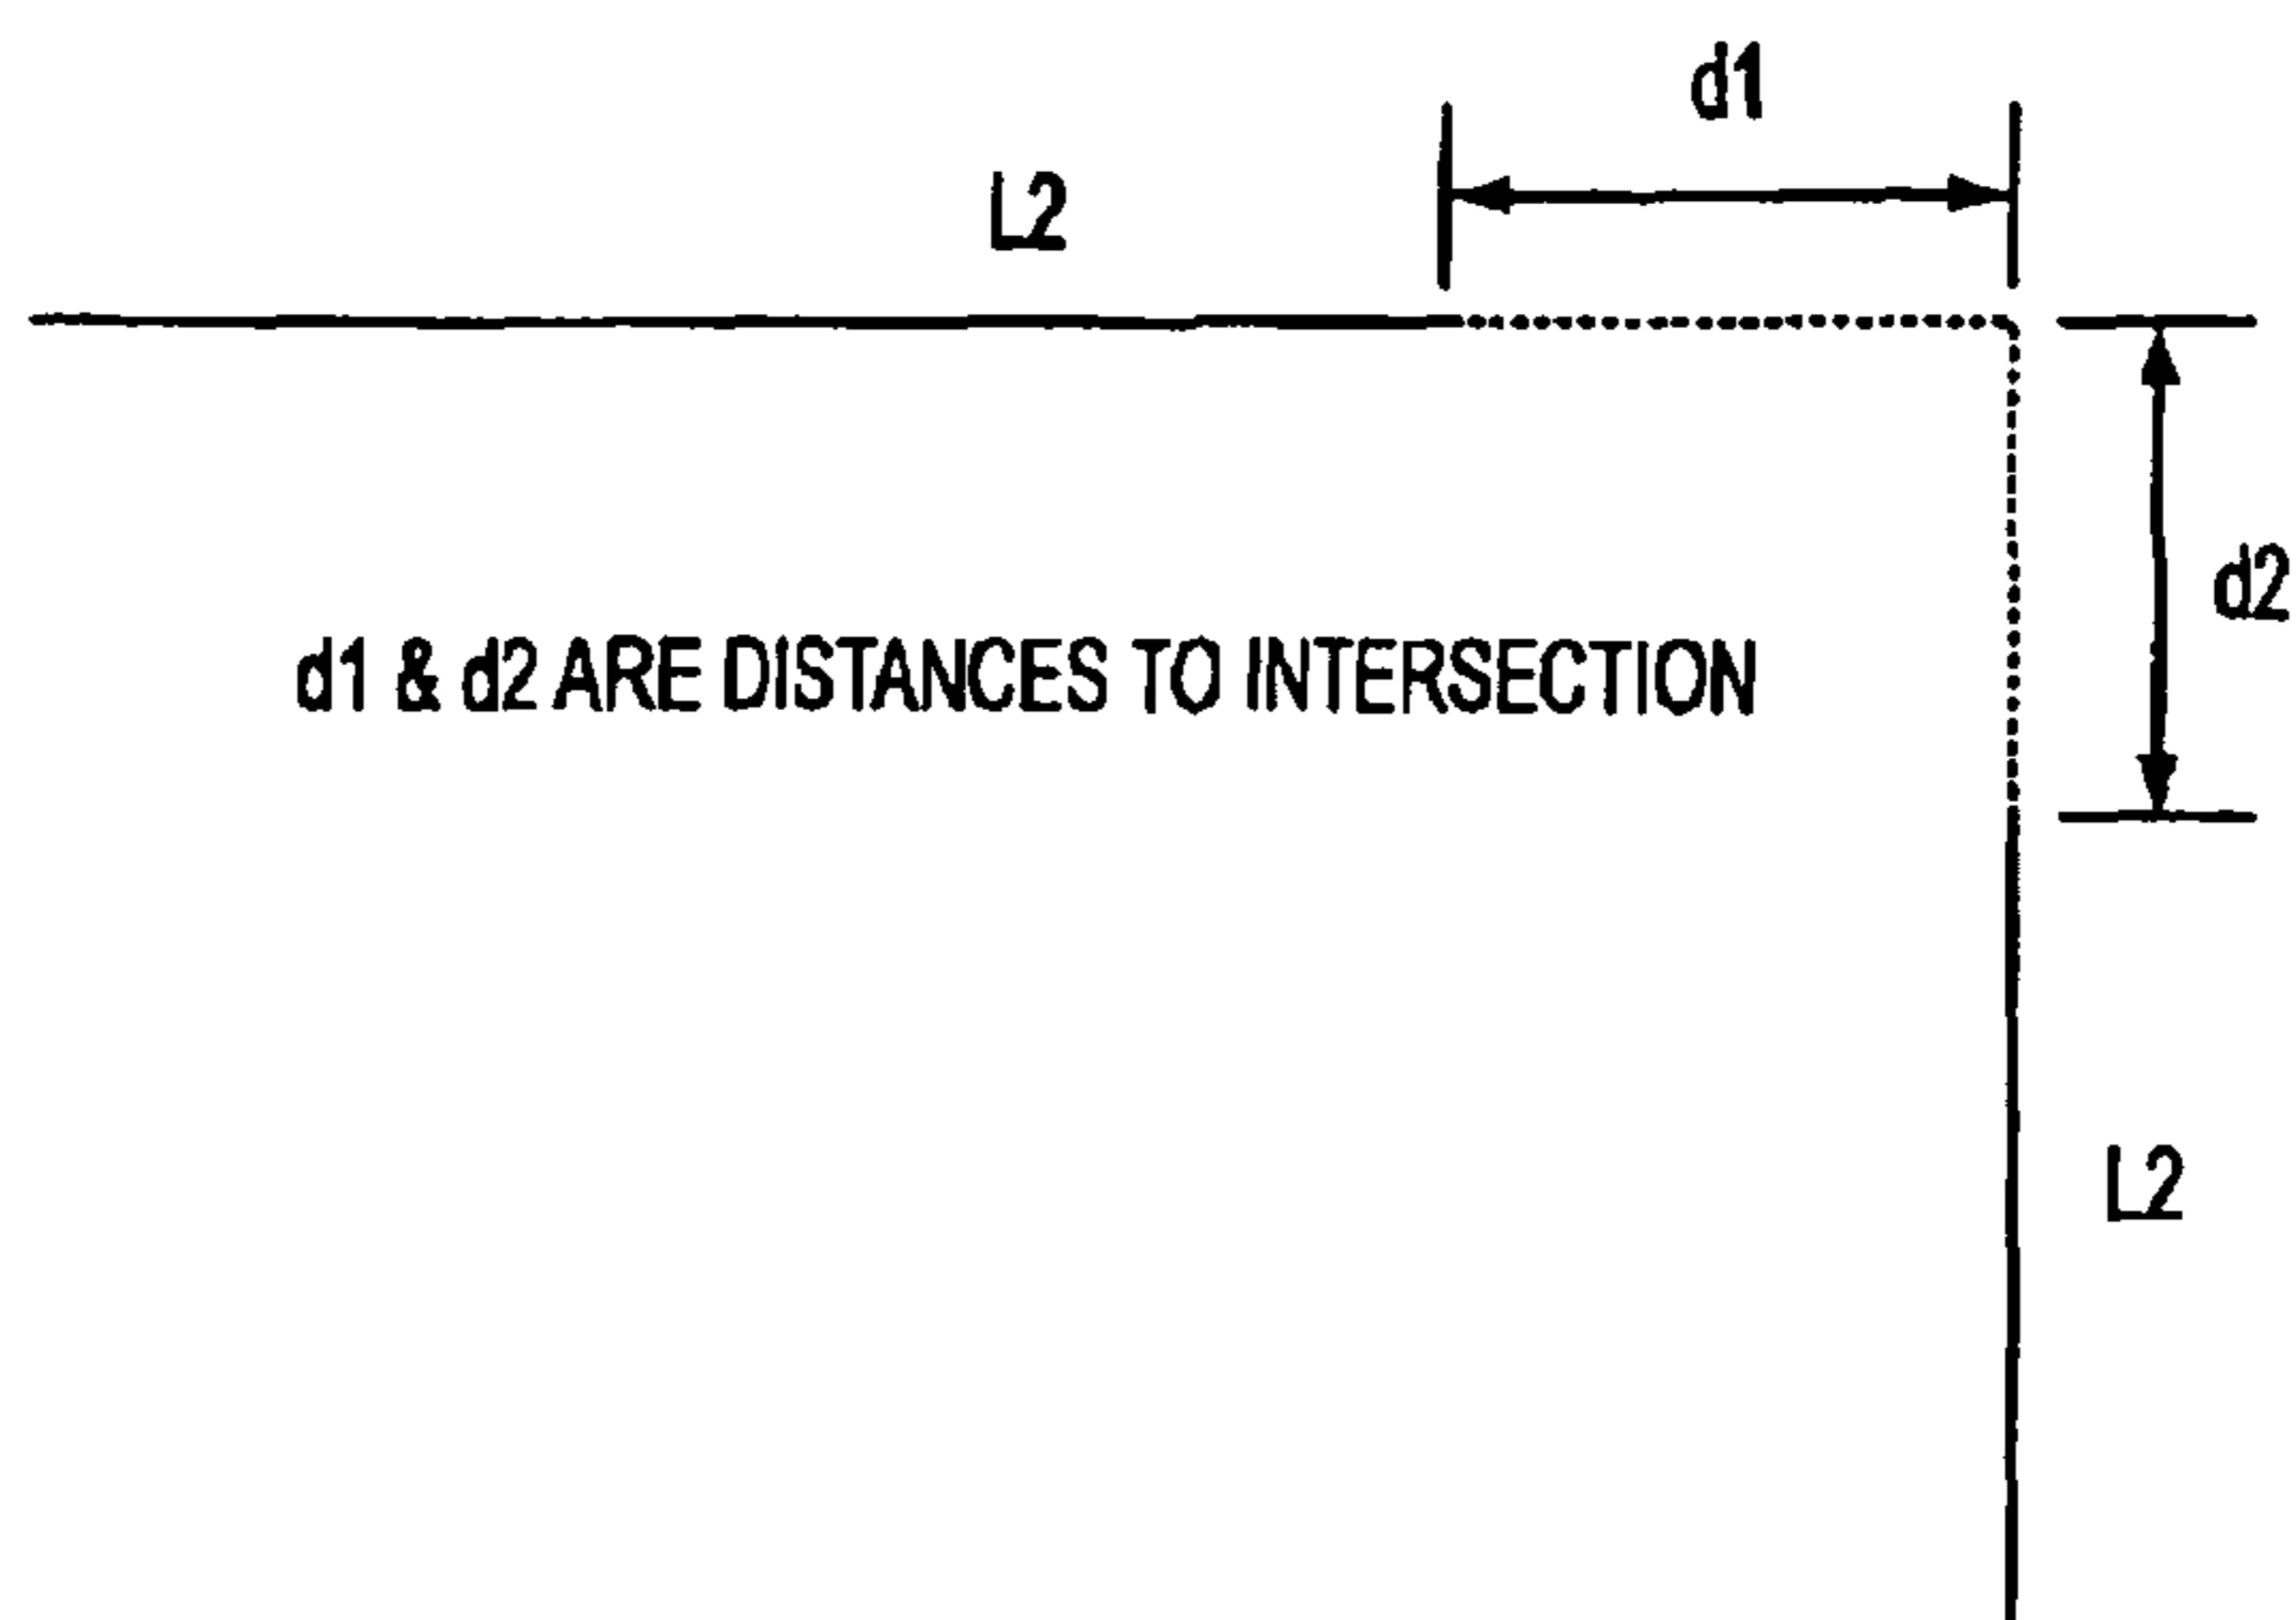 d1
L2
d2
d1 & d2 ARE DISTANCES TO INTERSECTION
L2